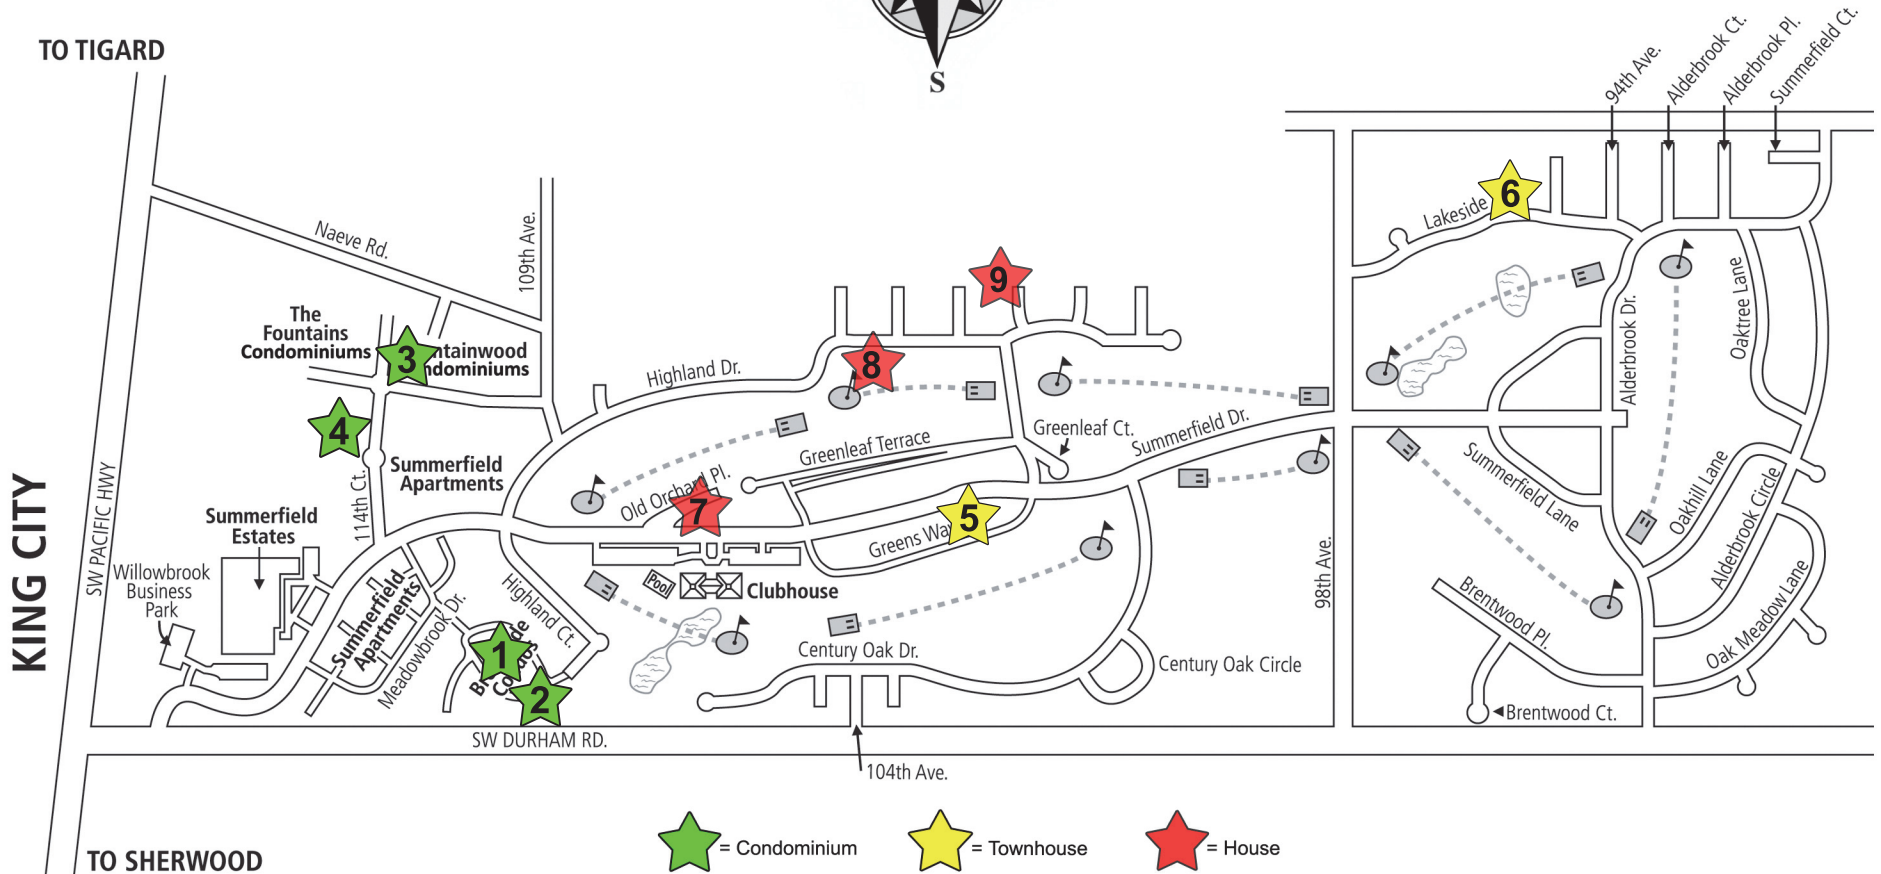 S
TO TIGARD
94th Ave.
Alderbrook Ct.
Alderbrook Pl.
Summerfield Ct.
Naeve Rd.
109th Ave.
6
Lakeside
9
The
Fountains
Condominiums
3
ntainwood
ndominiums
8
Highland Dr.
Alderbrook Dr.
Oaktree Lane
4
Greenleaf Ct.
Summerfield Dr.
Greenleaf Terrace
Summerfield
Apartments
Old Orchard Pl.
7
5
Greens Wa
114th Ct.
KING CITY
SW PACIFIC HWY
Summerfield
Estates
Willowbrook
Business
Park
Summerfield
Apartments
Meadowbrook Dr.
Highland Ct.
Pool
Clubhouse
98th Ave.
Summerfield Lane
Oakhill Lane
Alderbrook Circle
Oak Meadow Lane
Brentwood Pl.
Brentwood Ct.
1
2
Century Oak Dr.
Century Oak Circle
SW DURHAM RD.
104th Ave.
TO SHERWOOD
= Condominium
= Townhouse
= House